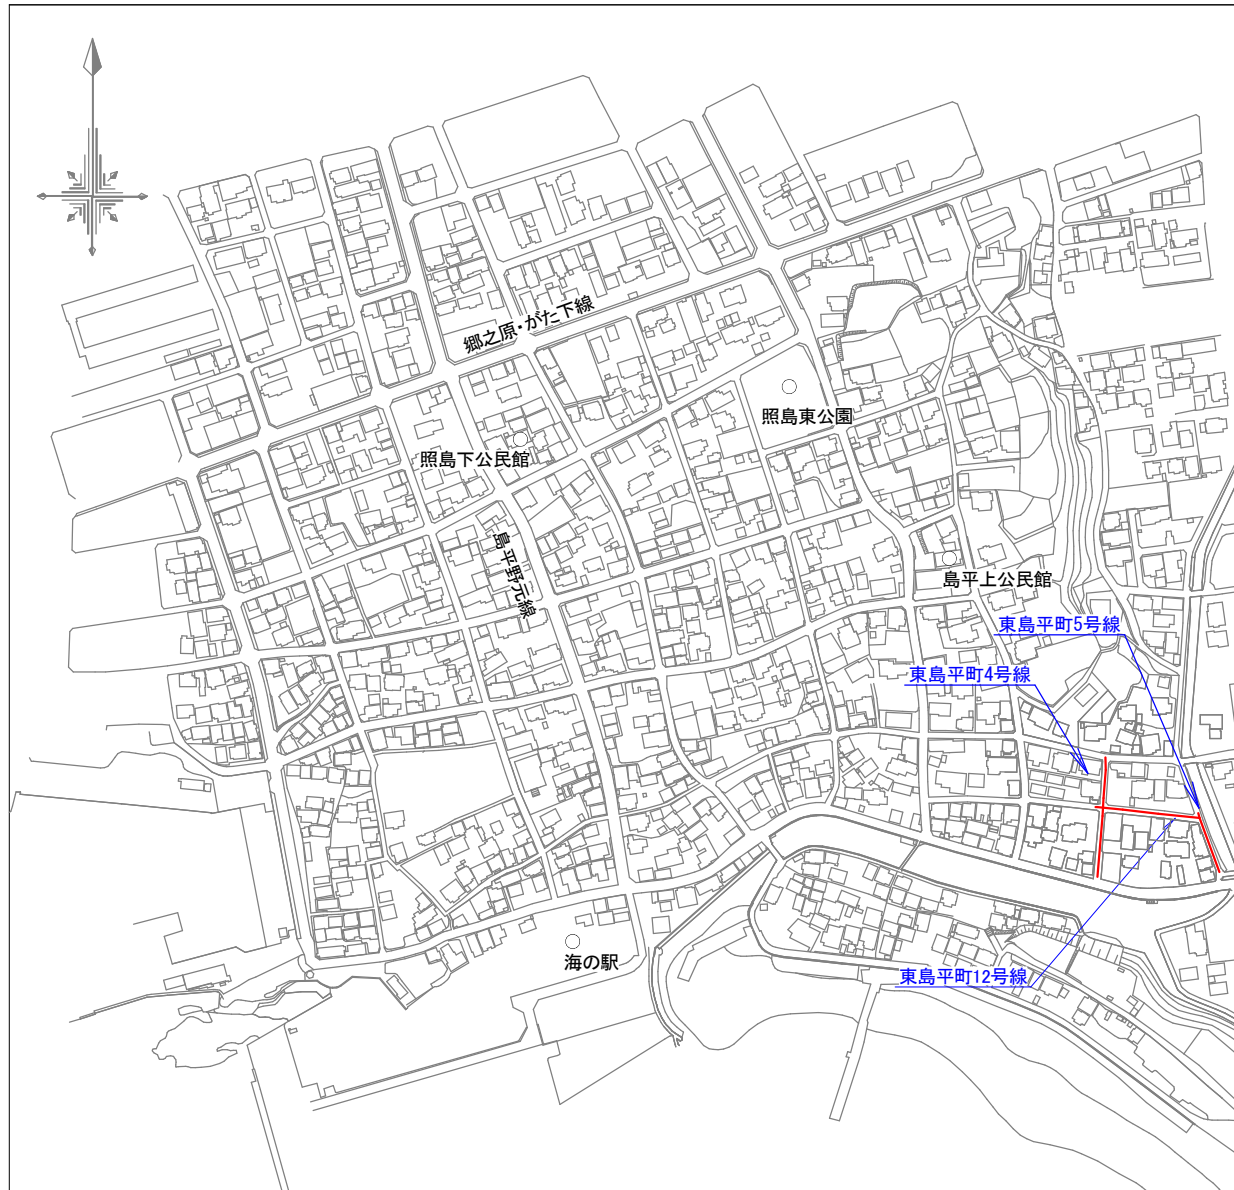 郷之原・がた下線
照島東公園
照島下公民館
島平野元線
島平上公民館
東島平町5号線
東島平町4号線
海の駅
東島平町12号線